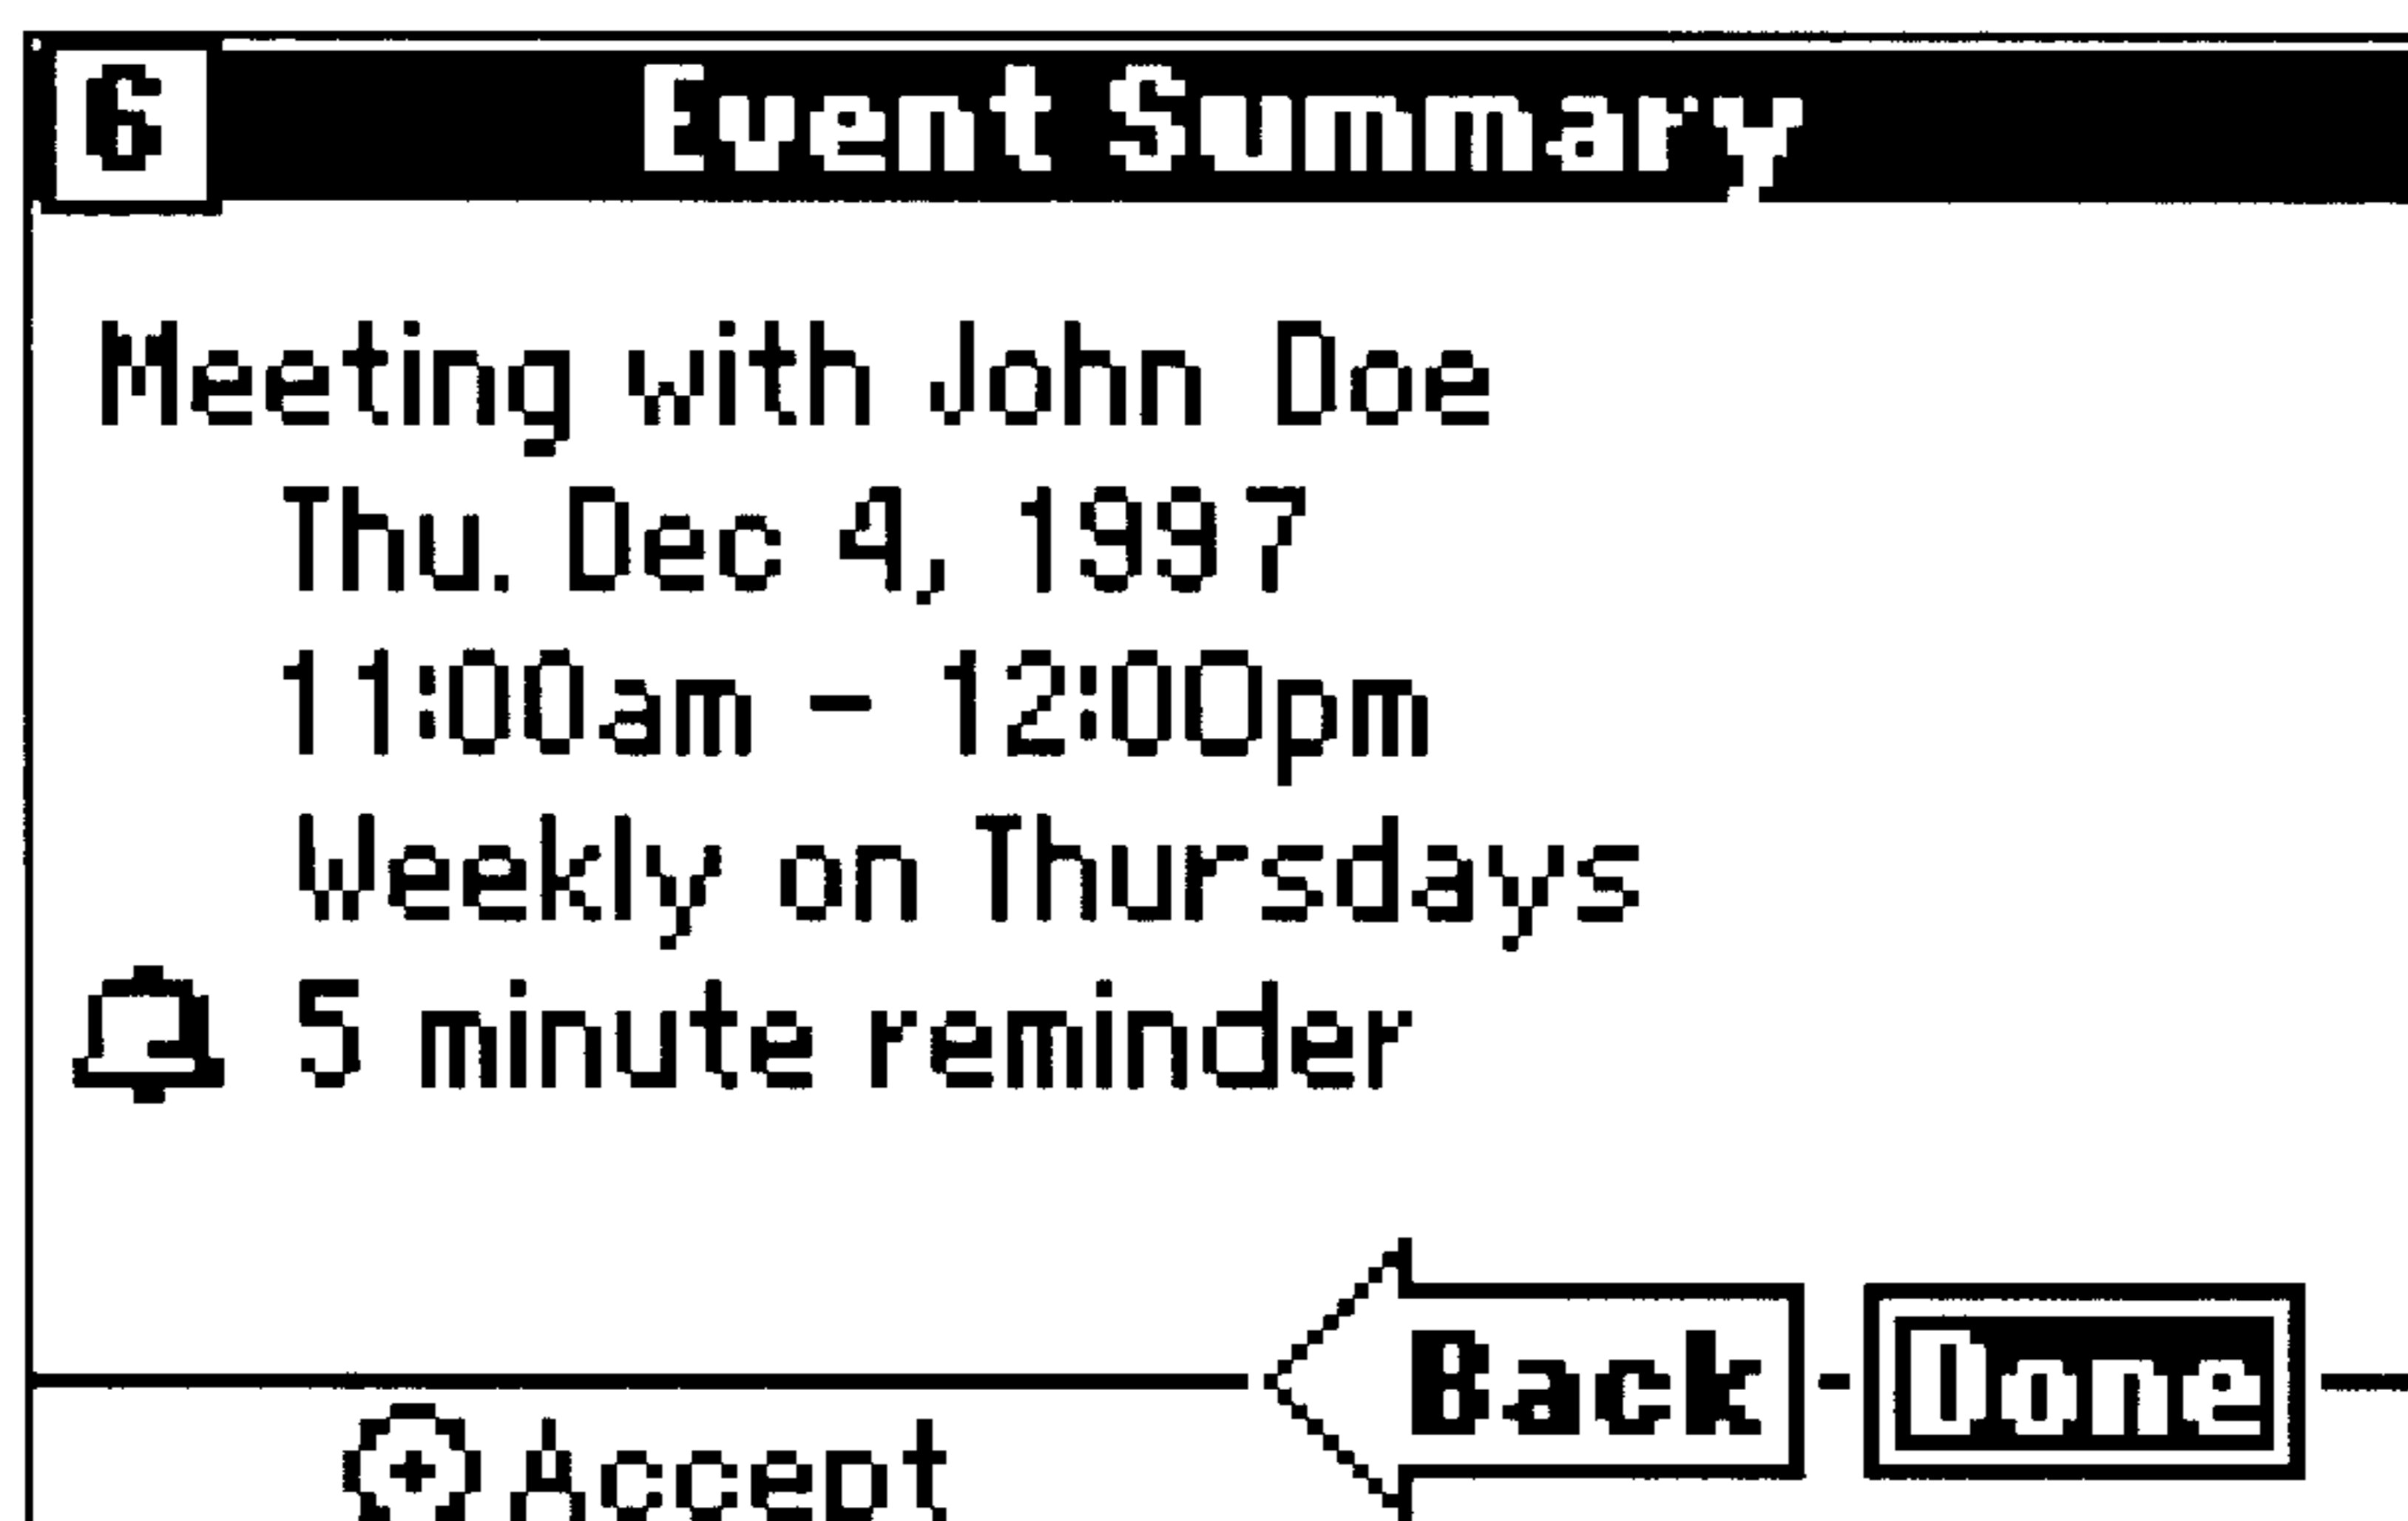 6 Event Summary
Meeting with John Doe
Thu. Dec 4, 1997
11:00am - 12:00pm
Weekly on Thursdays
5 minute reminder
Back Done
Accept